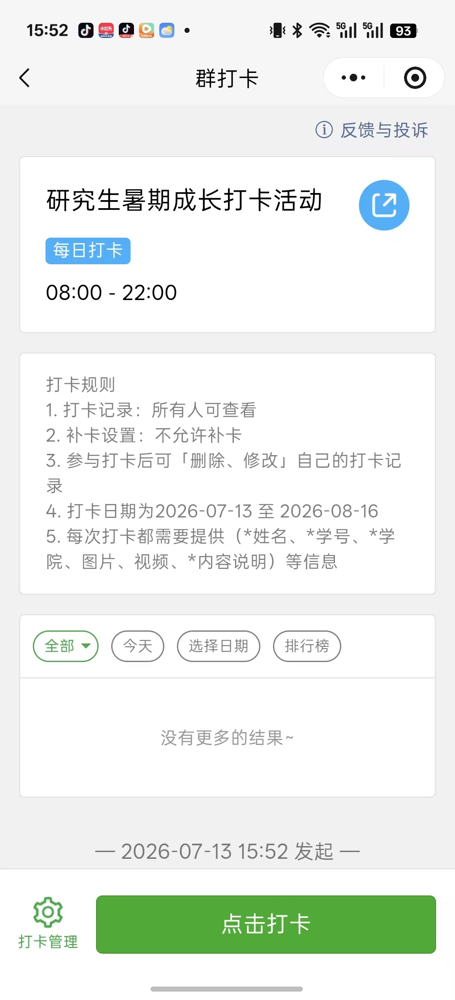 15:52
5G
5G
93
群打卡
反馈与投诉
研究生暑期成长打卡活动
每日打卡
08:00 - 22:00
打卡规则
1. 打卡记录：所有人可查看
2. 补卡设置：不允许补卡
3. 参与打卡后可「删除、修改」自己的打卡记
录
4. 打卡日期为2026-07-13 至 2026-08-16
5. 每次打卡都需要提供（*姓名、*学号、*学
院、图片、视频、*内容说明）等信息
全部
今天
选择日期
排行榜
没有更多的结果~
— 2026-07-13 15:52 发起 —
打卡管理
点击打卡